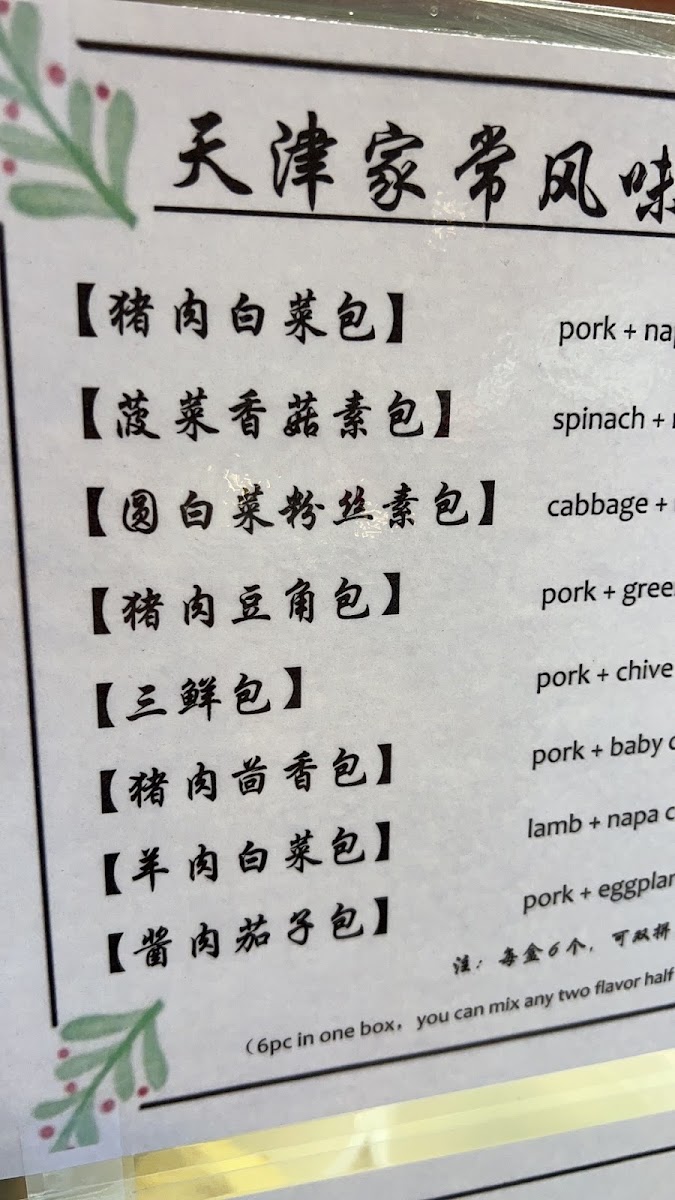 天津家常风味
【猪肉白菜包】 pork + na
【菠菜香菇素包】 spinach +
【圆白菜粉丝素包】 cabbage +
【猪肉豆角包】 pork + gree
【三鲜包】 pork + chive
【猪肉茴香包】 pork + baby
【羊肉白菜包】 lamb + napa c
【酱肉茄子包】 pork + eggplan
注：每盒6个，可双拼
（6pc in one box，you can mix any two flavor half